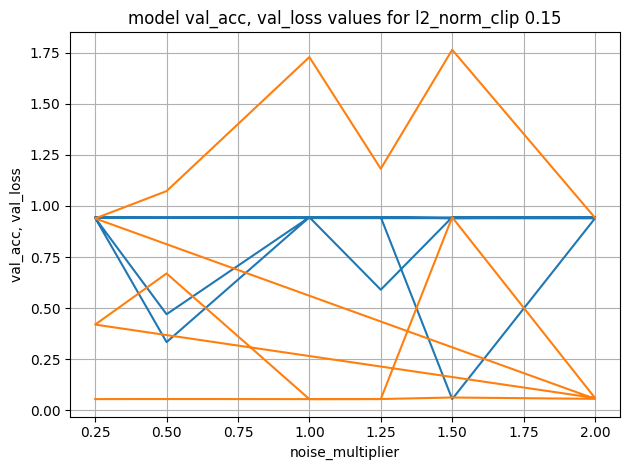 model val_acc, val_loss values for l2_norm_clip 0.15
val_acc, val_loss
1.75
1.50
1.25
1.00
0.75
0.50
0.25
0.00
0.25 0.50 0.75 1.00 1.25 1.50 1.75 2.00
noise_multiplier